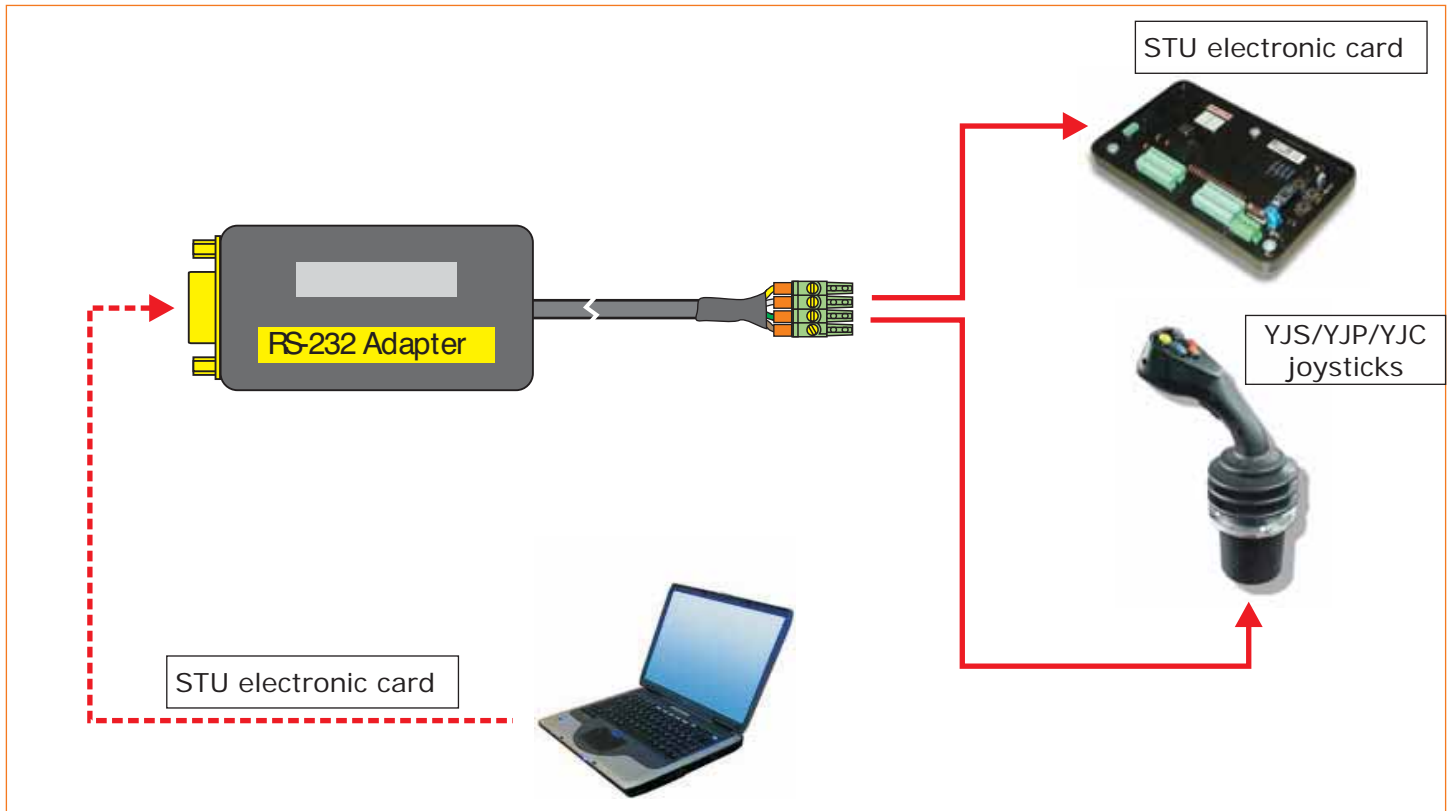 STU electronic card
RS-232 Adapter
YJS/YJP/YJC
joysticks
STU electronic card